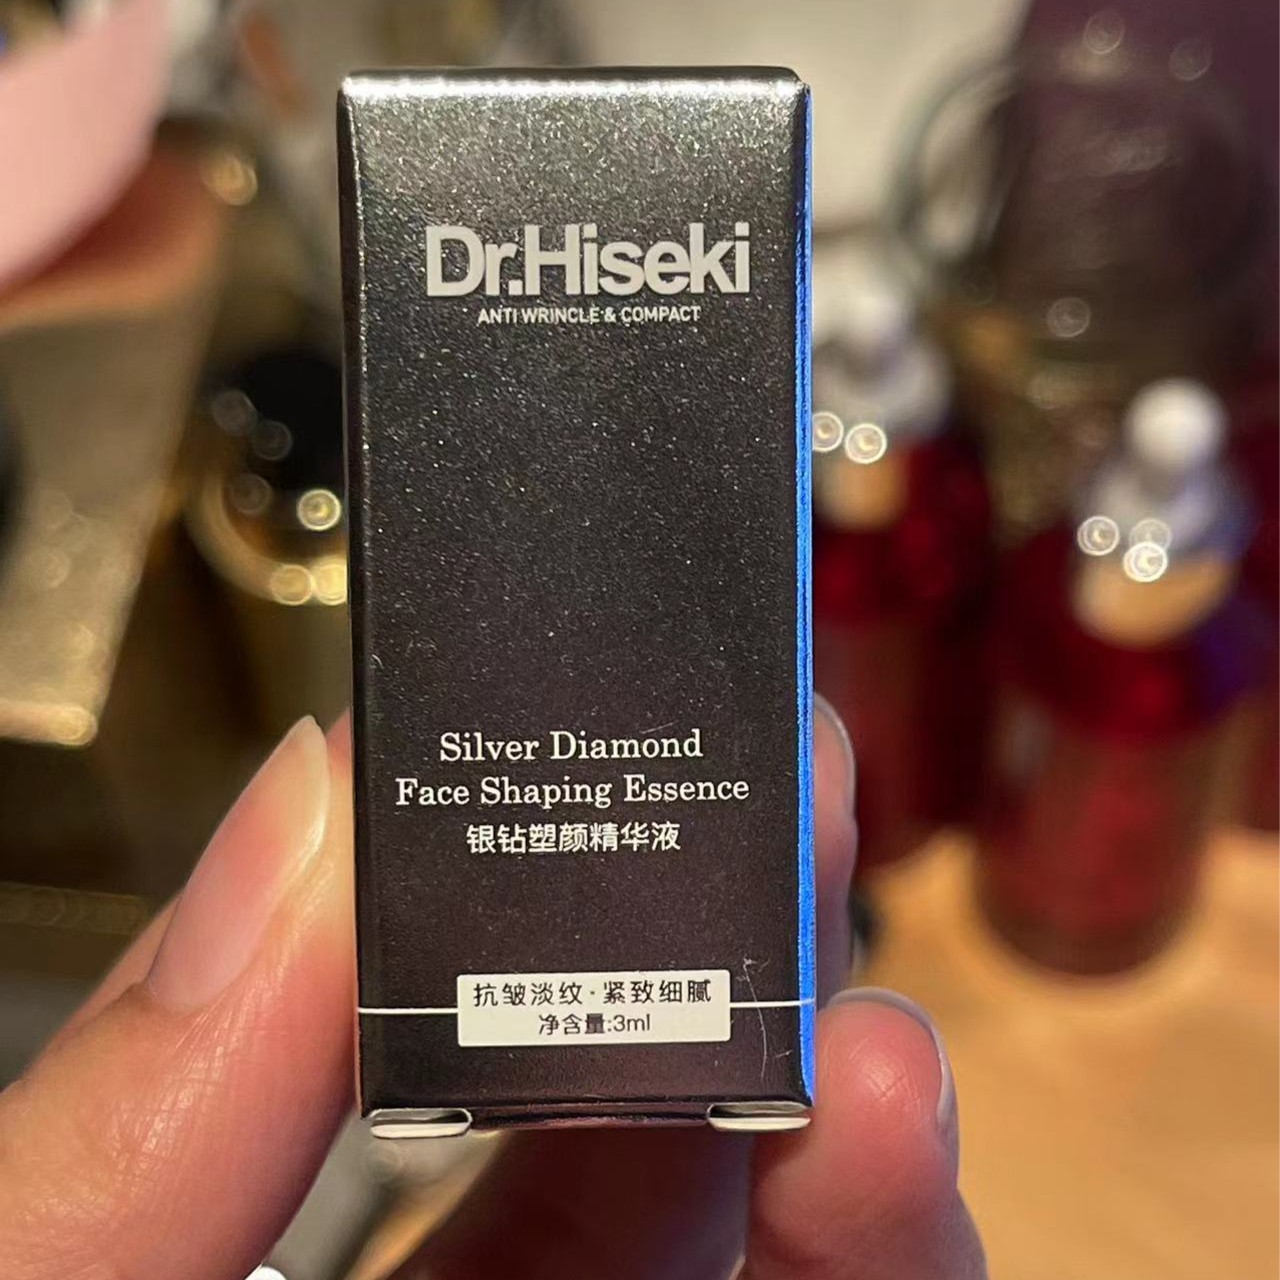 Dr.Hiseki
ANTI WRINCLE & COMPACT
Silver Diamond
Face Shaping Essence
银钻塑颜精华液
抗皱淡纹·紧致细腻
净含量:3ml